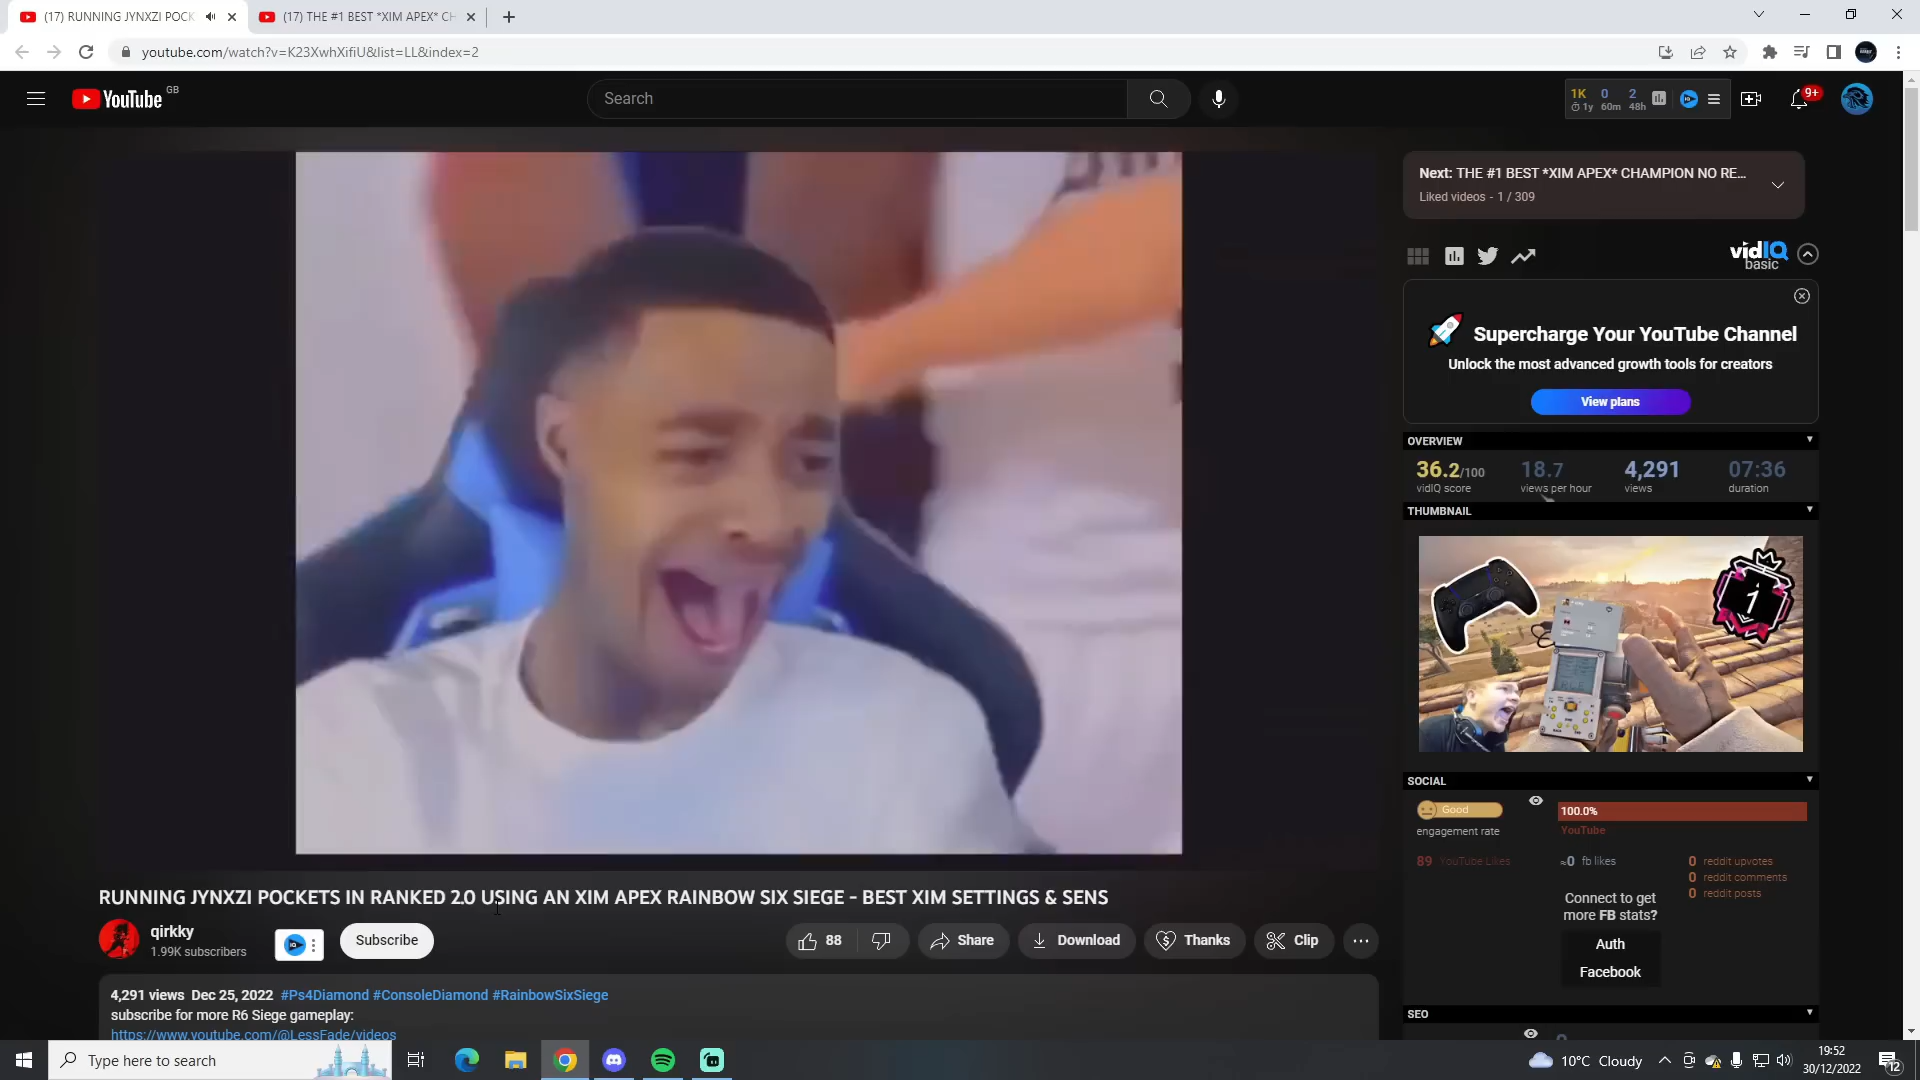 (17) RUNNING JYNXZI POCK
(17) THE #1 BEST *XIM APEX* CH
youtube.com/watch?v=K23XwhXifiU&list=LL&index=2
YouTube GB
Search
1K 0 2
1y 60m 48h
9+
Next: THE #1 BEST *XIM APEX* CHAMPION NO RE...
Liked videos - 1 / 309
vidIQ
basic
Supercharge Your YouTube Channel
Unlock the most advanced growth tools for creators
View plans
OVERVIEW
36.2/100 18.7 4,291 07:36
vidIQ score views per hour views duration
THUMBNAIL
1
SOCIAL
Good 100.0%
engagement rate YouTube
89 YouTube Likes ≈0 fb likes 0 reddit upvotes
0 reddit comments
0 reddit posts
Connect to get
more FB stats?
Auth
Facebook
SEO
RUNNING JYNXZI POCKETS IN RANKED 2.0 USING AN XIM APEX RAINBOW SIX SIEGE - BEST XIM SETTINGS & SENS
qirkky
1.99K subscribers
Subscribe
88 Share Download Thanks Clip
4,291 views Dec 25, 2022 #Ps4Diamond #ConsoleDiamond #RainbowSixSiege
subscribe for more R6 Siege gameplay:
https://www.youtube.com/@LessFade/videos
Type here to search
10°C Cloudy
19:52
30/12/2022
12